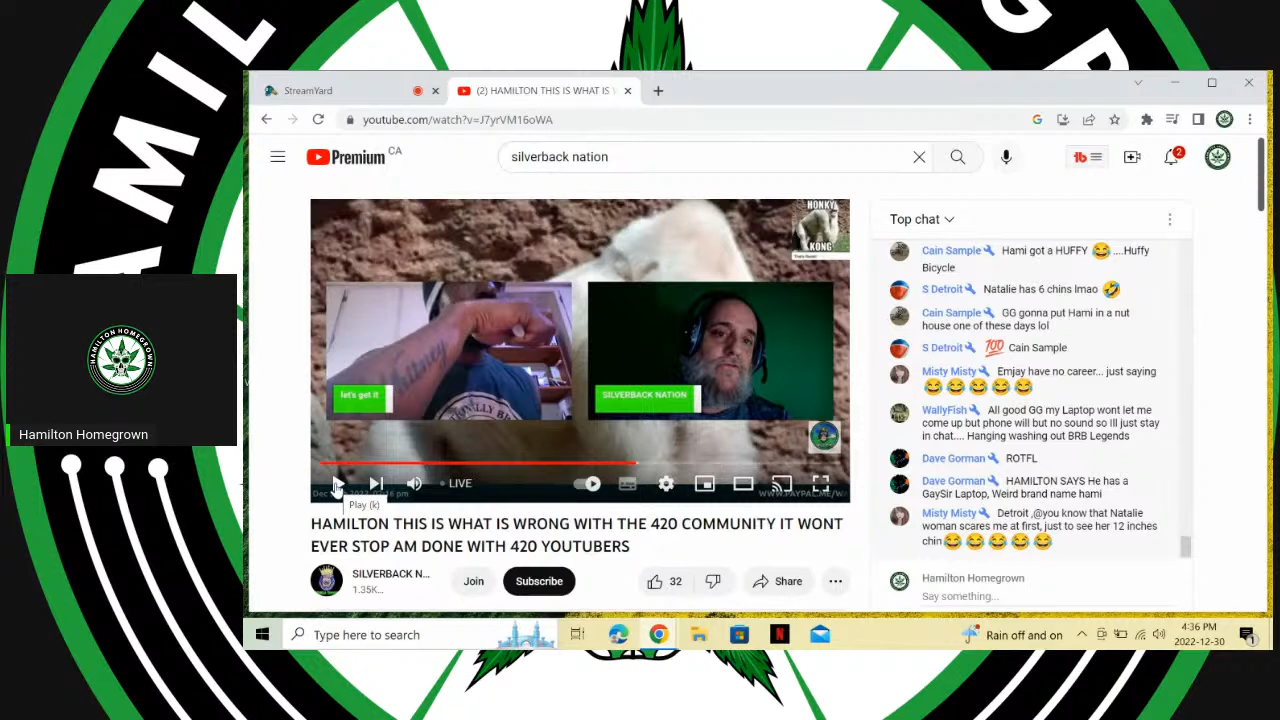 StreamYard
(2) HAMILTON THIS IS WHAT IS
youtube.com/watch?v=J7yrVM16oWA
Premium CA
silverback nation
2
HONKY
KONG
let's get it
SILVERBACK NATION
LIVE
Play (k)
WWW.PAYPAL.ME/W
HAMILTON THIS IS WHAT IS WRONG WITH THE 420 COMMUNITY IT WONT
EVER STOP AM DONE WITH 420 YOUTUBERS
SILVERBACK N...
1.35K...
Join
Subscribe
32
Share
Top chat
Cain Sample Hami got a HUFFY 😂 ....Huffy
Bicycle
S Detroit Natalie has 6 chins lmao 🤣
Cain Sample GG gonna put Hami in a nut
house one of these days lol
S Detroit 💯 Cain Sample
Misty Misty Emjay have no career... just saying
😂😂😂😂😂
WallyFish All good GG my Laptop wont let me
come up but phone will but no sound so Ill just stay
in chat.... Hanging washing out BRB Legends
Dave Gorman ROTFL
Dave Gorman HAMILTON SAYS He has a
GaySir Laptop, Weird brand name hami
Misty Misty Detroit ,@you know that Natalie
woman scares me at first, just to see her 12 inches
chin😂😂😂😂😂
Hamilton Homegrown
Say something...
Type here to search
Rain off and on
4:36 PM
2022-12-30
1
HAMILTON HOMEGROWN
Hamilton Homegrown